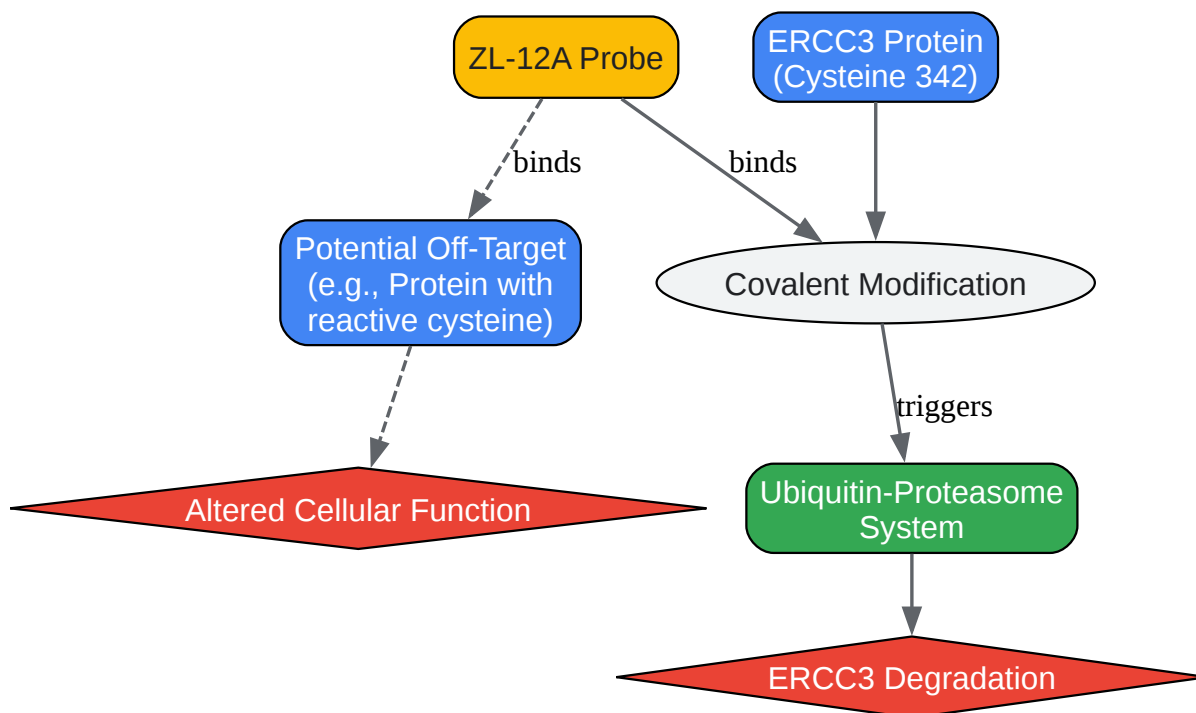 ZL-12A Probe
ERCC3 Protein
(Cysteine 342)
binds
binds
Potential Off-Target
(e.g., Protein with
reactive cysteine)
Covalent Modification
triggers
Altered Cellular Function
Ubiquitin-Proteasome
System
ERCC3 Degradation